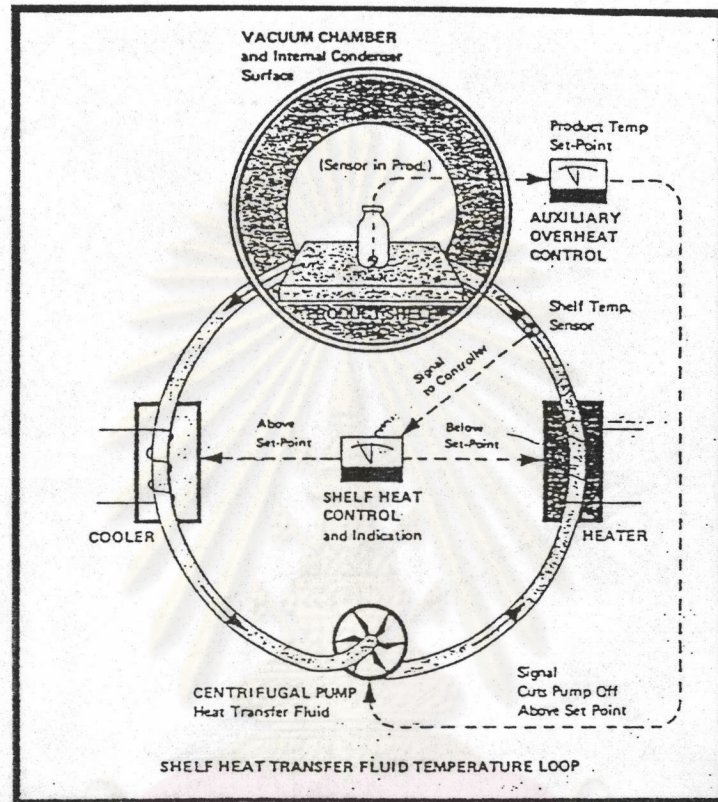 VACUUM CHAMBER
and Internal Condenser
Surface
Product Temp
Set-Point
(Sensor in Prod.)
AUXILIARY
OVERHEAT
CONTROL
PRODUCT SHELF
Shelf Temp.
Sensor
Signal
to Controller
Above
Set-Point
Below
Set-Point
SHELF HEAT
CONTROL
and Indication
COOLER
HEATER
CENTRIFUGAL PUMP
Heat Transfer Fluid
Signal
Cuts Pump Off
Above Set Point
SHELF HEAT TRANSFER FLUID TEMPERATURE LOOP